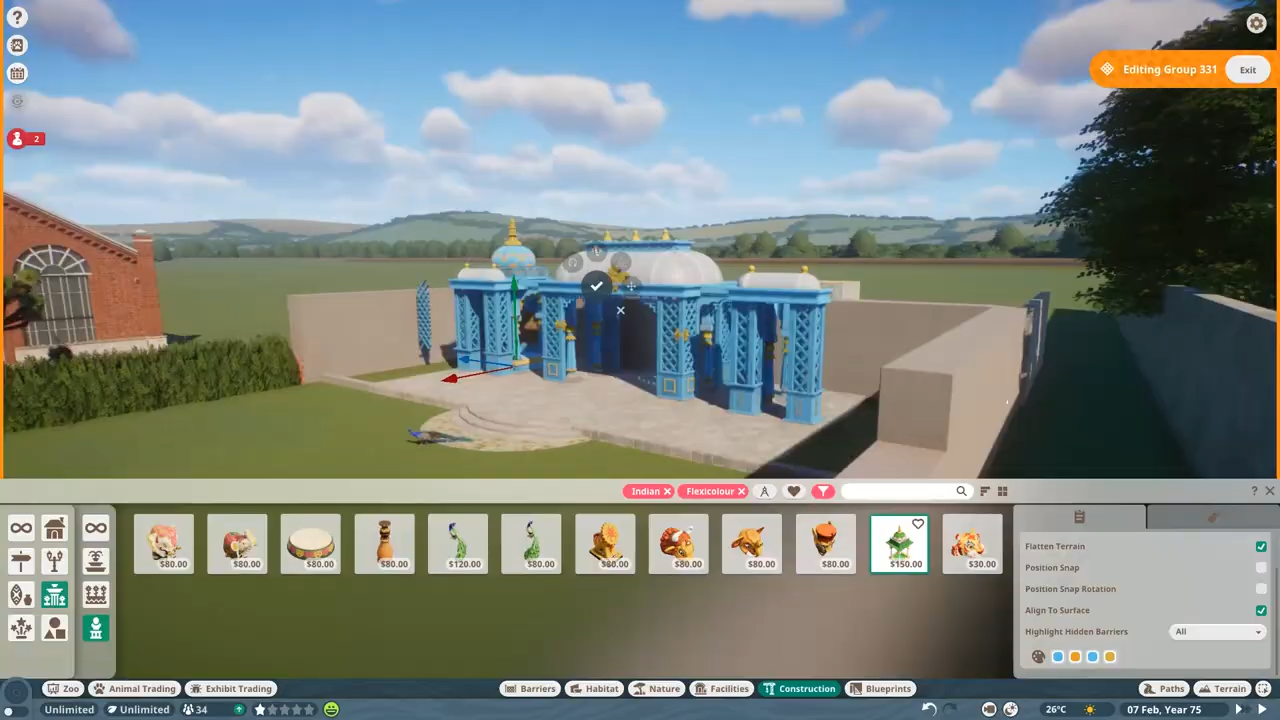 ?
Editing Group 331
Exit
2
Indian
Flexicolour
?
$80.00
$80.00
$80.00
$80.00
$120.00
$80.00
$80.00
$80.00
$80.00
$80.00
$150.00
$30.00
Flatten Terrain
Position Snap
Position Snap Rotation
Align To Surface
Highlight Hidden Barriers
All
Zoo
Animal Trading
Exhibit Trading
Barriers
Habitat
Nature
Facilities
Construction
Blueprints
Paths
Terrain
Unlimited
Unlimited
34
26°C
07 Feb, Year 75